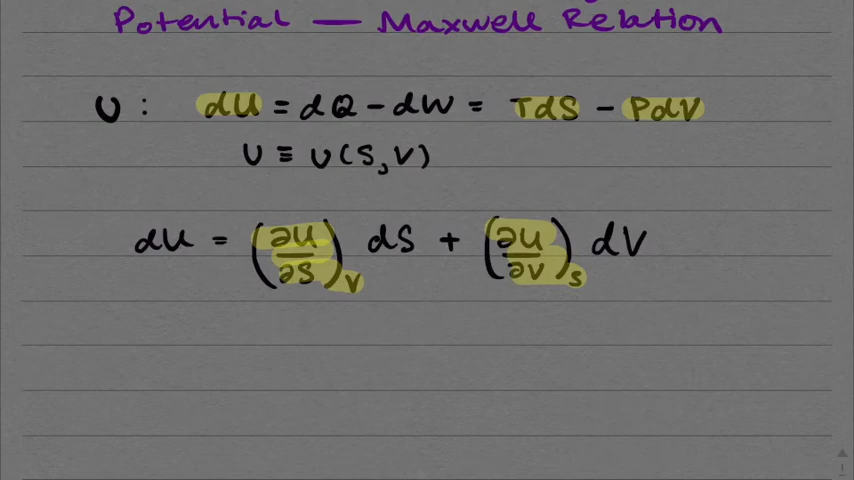 Potential — Maxwell Relation
U : dU = dQ - dW = TdS - PdV
U ≡ U(S,V)
dU = (∂U/∂S)_V dS + (∂U/∂V)_S dV